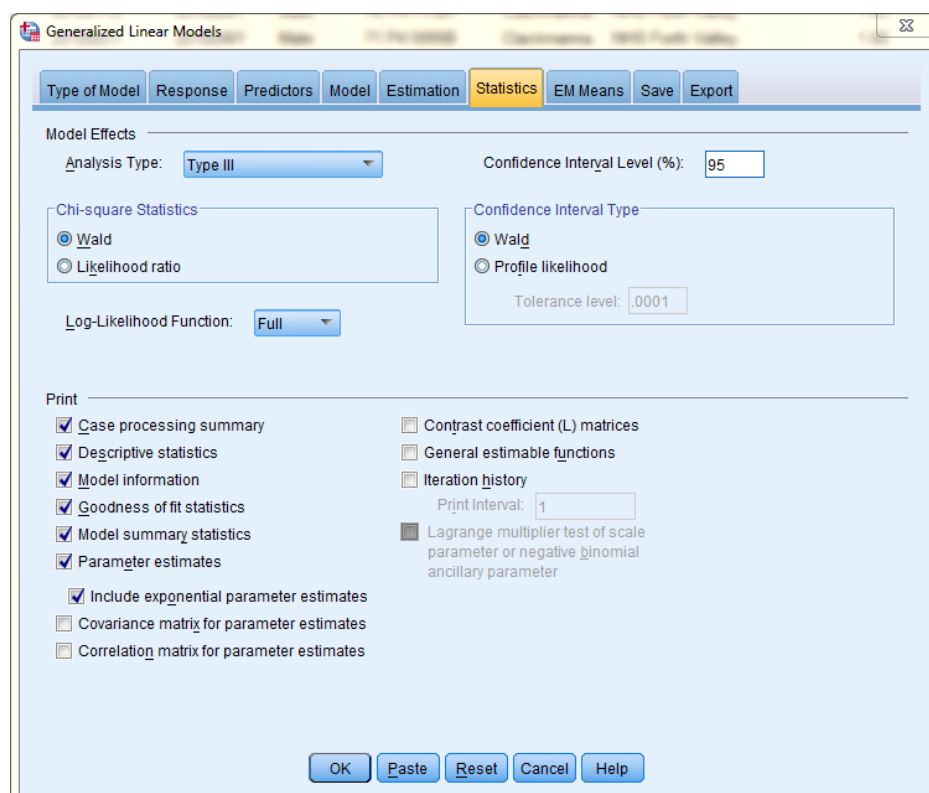 Generalized Linear Models
Type of Model Response Predictors Model Estimation Statistics EM Means Save Export
Model Effects
Analysis Type: Type III
Confidence Interval Level (%): 95
Chi-square Statistics
Wald
Likelihood ratio
Confidence Interval Type
Wald
Profile likelihood
Tolerance level: .0001
Log-Likelihood Function: Full
Print
Case processing summary
Descriptive statistics
Model information
Goodness of fit statistics
Model summary statistics
Parameter estimates
Include exponential parameter estimates
Covariance matrix for parameter estimates
Correlation matrix for parameter estimates
Contrast coefficient (L) matrices
General estimable functions
Iteration history
Print Interval: 1
Lagrange multiplier test of scale
parameter or negative binomial
ancillary parameter
OK Paste Reset Cancel Help